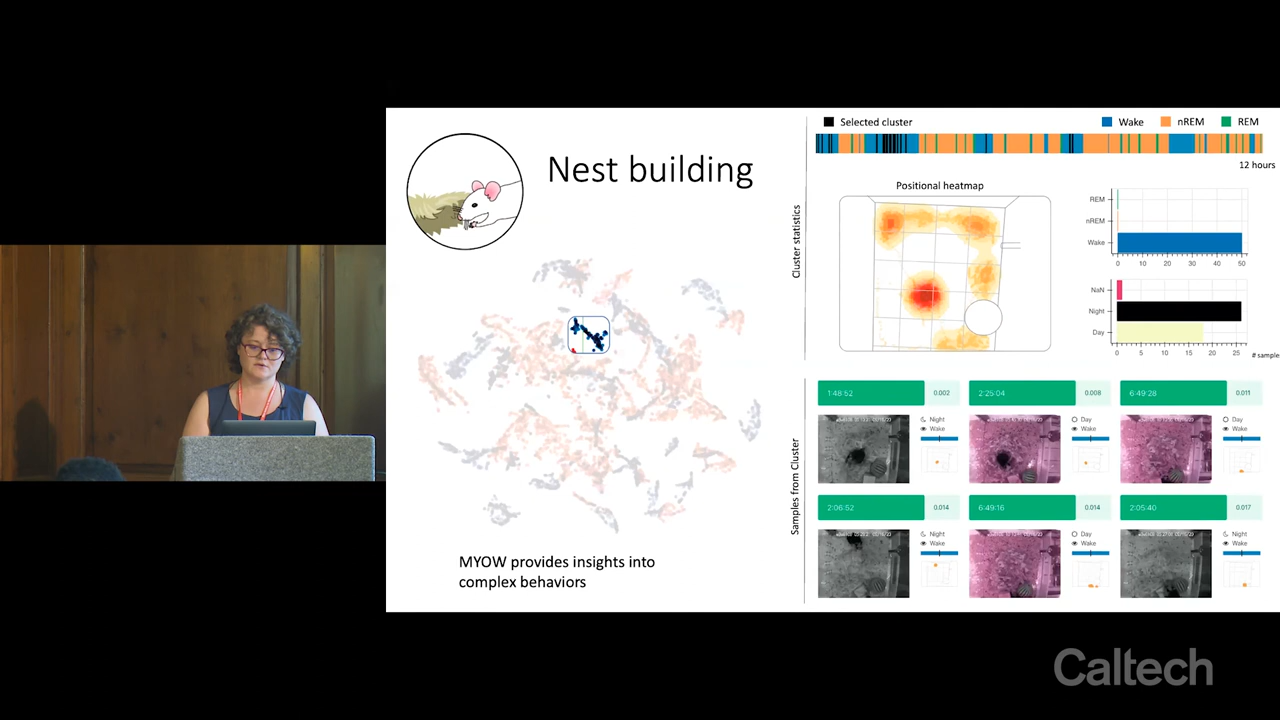 Nest building
MYOW provides insights into
complex behaviors
Selected cluster
Wake
nREM
REM
12 hours
Cluster statistics
Positional heatmap
REM
nREM
Wake
0 10 20 30 40 50
NaN
Night
Day
0 5 10 15 20 25
# sample
Samples from Cluster
1:48:52 0.002
Night
Wake
2:25:04 0.008
Day
Wake
6:49:28 0.011
Day
Wake
2:06:52 0.014
Night
Wake
6:49:16 0.014
Day
Wake
2:05:40 0.017
Night
Wake
Caltech